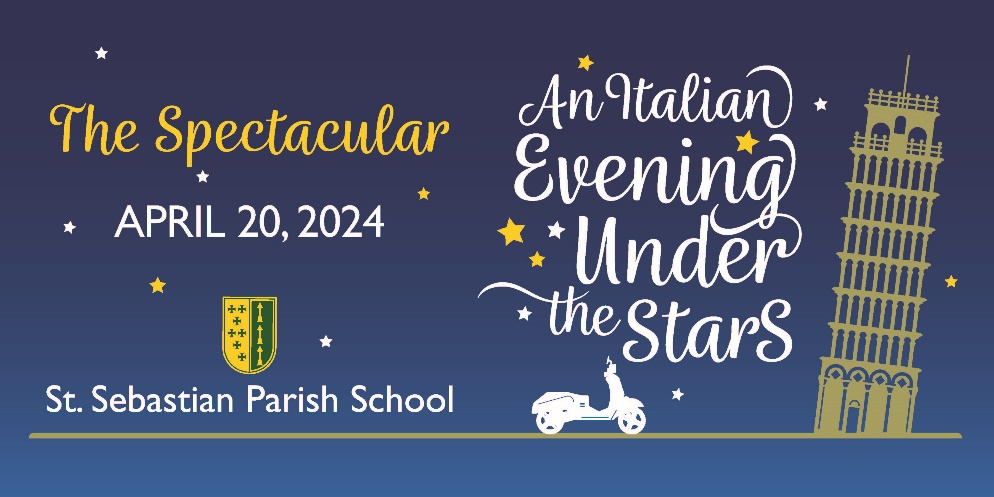 The Spectacular
APRIL 20, 2024
St. Sebastian Parish School
An Italian
Evening
Under
the Stars